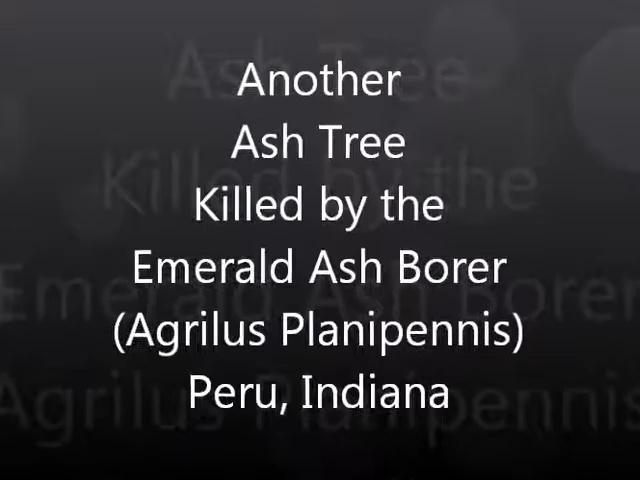 Another
Ash Tree
Killed by the
Emerald Ash Borer
(Agrilus Planipennis)
Peru, Indiana